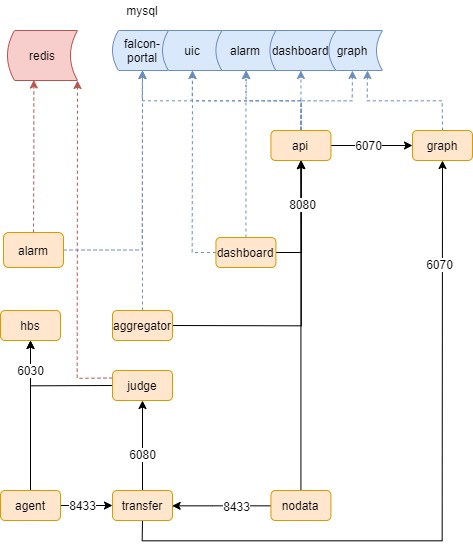 mysql
redis
falcon-
portal
uic
alarm
dashboard
graph
api
6070
graph
8080
alarm
dashboard
6070
hbs
aggregator
6030
judge
6080
agent
8433
transfer
8433
nodata